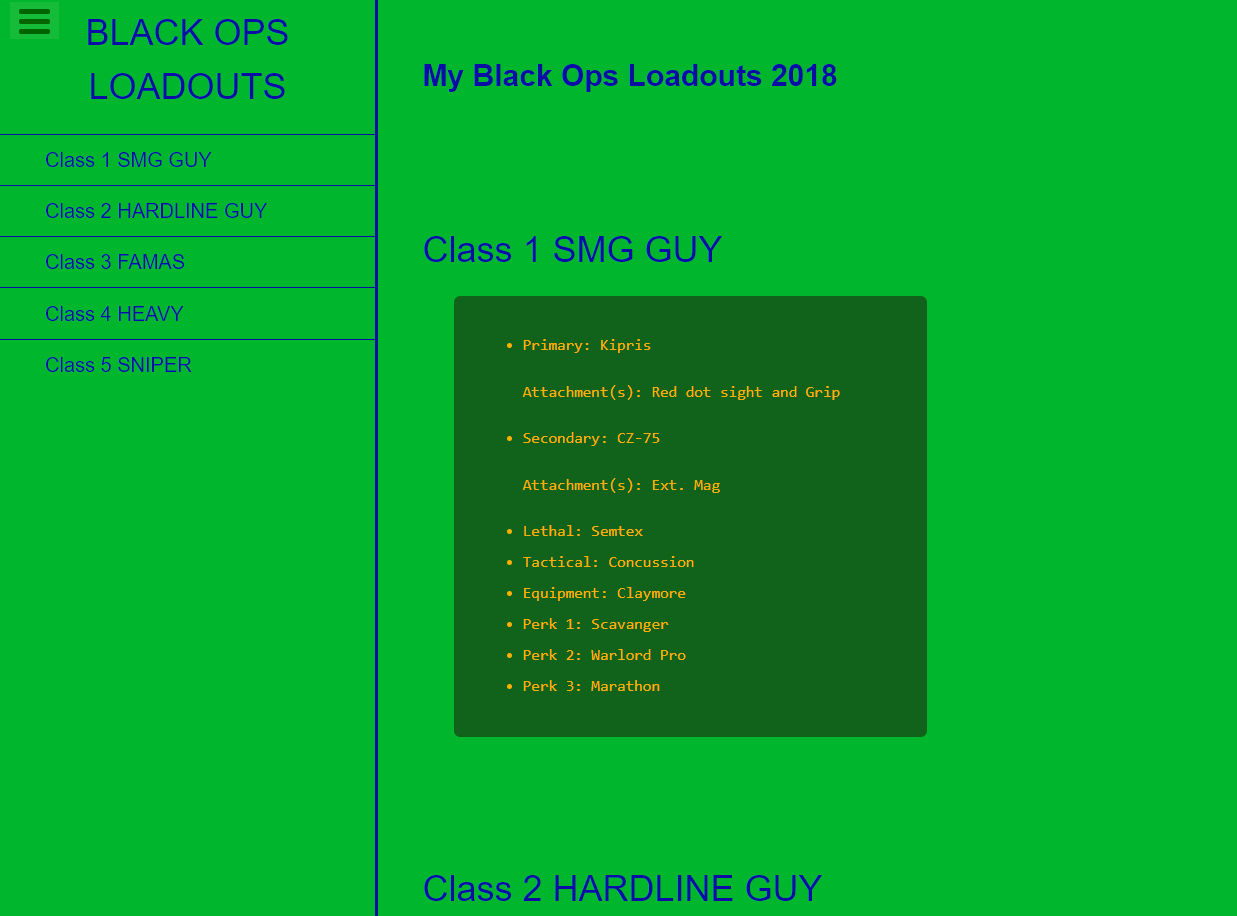 BLACK OPS
LOADOUTS
Class 1 SMG GUY
Class 2 HARDLINE GUY
Class 3 FAMAS
Class 4 HEAVY
Class 5 SNIPER
My Black Ops Loadouts 2018
Class 1 SMG GUY
• Primary: Kipris
Attachment(s): Red dot sight and Grip
• Secondary: CZ-75
Attachment(s): Ext. Mag
• Lethal: Semtex
• Tactical: Concussion
• Equipment: Claymore
• Perk 1: Scavanger
• Perk 2: Warlord Pro
• Perk 3: Marathon
Class 2 HARDLINE GUY